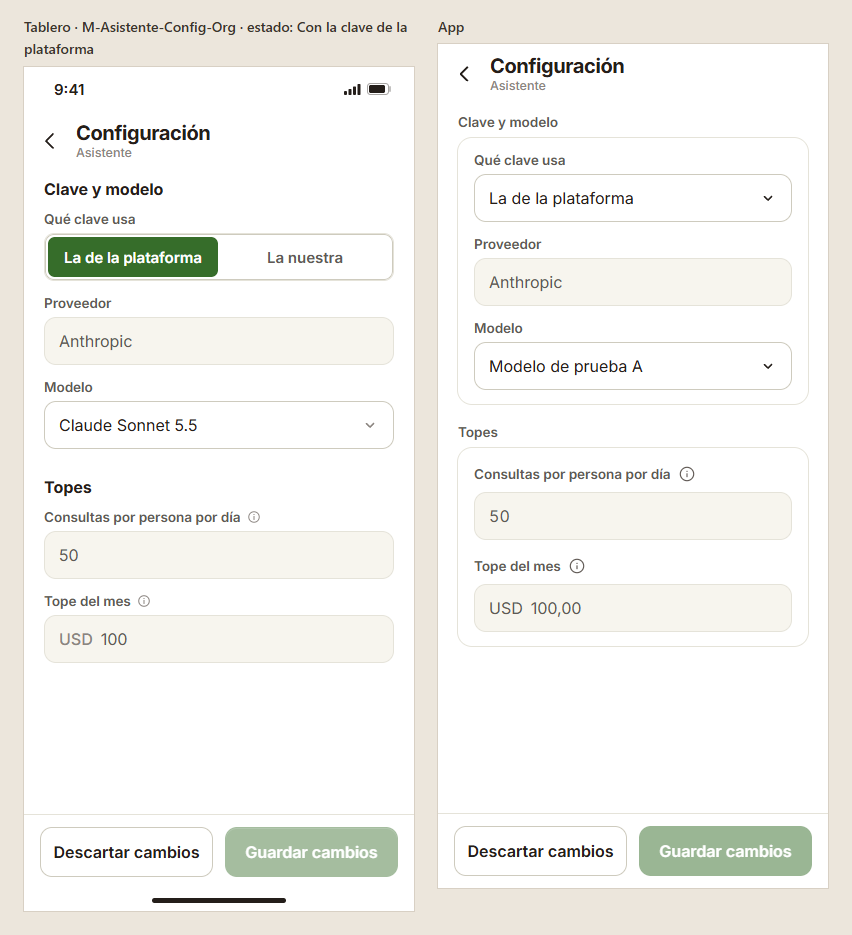 Tablero · M-Asistente-Config-Org · estado: Con la clave de la
plataforma
9:41
Configuración
Asistente
Clave y modelo
Qué clave usa
La de la plataforma
La nuestra
Proveedor
Anthropic
Modelo
Claude Sonnet 5.5
Topes
Consultas por persona por día
50
Tope del mes
USD 100
Descartar cambios
Guardar cambios
App
Configuración
Asistente
Clave y modelo
Qué clave usa
La de la plataforma
Proveedor
Anthropic
Modelo
Modelo de prueba A
Topes
Consultas por persona por día
50
Tope del mes
USD 100,00
Descartar cambios
Guardar cambios